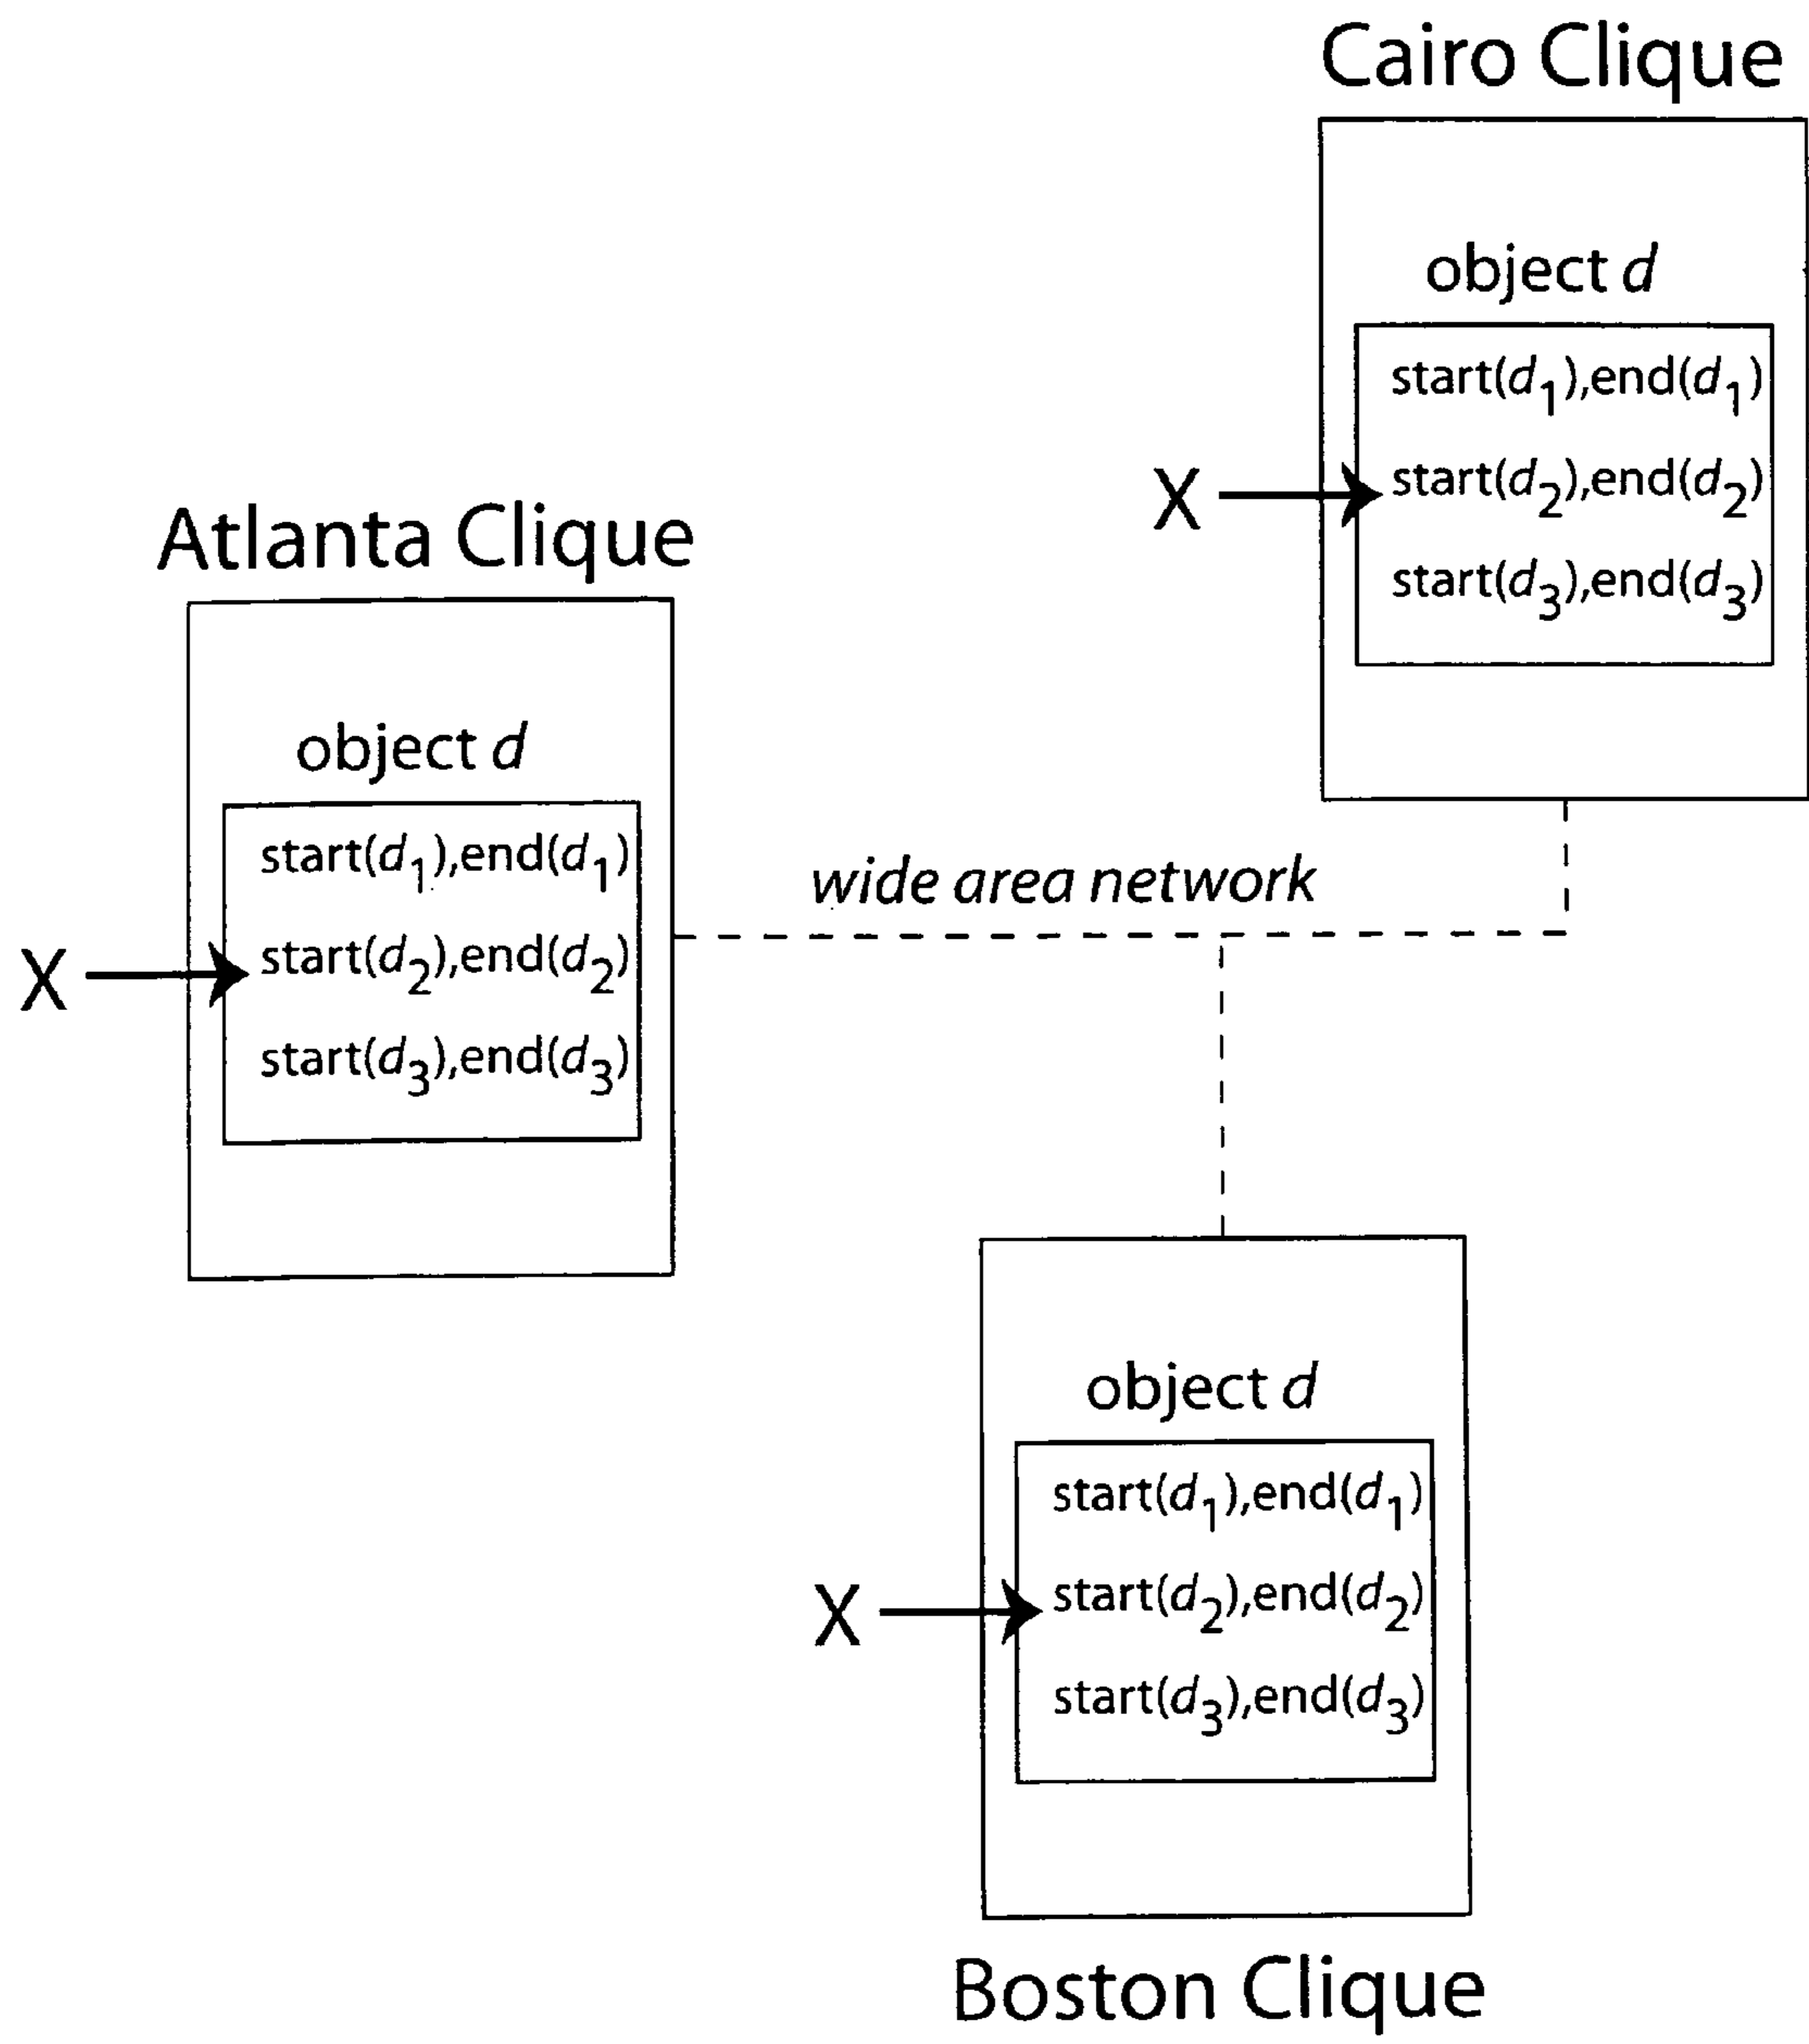 Cairo Clique
object d
start(d1),end(d1)
X start(d2),end(d2)
start(d3),end(d3)
Atlanta Clique
object d
start(d1),end(d1)
X start(d2),end(d2)
start(d3),end(d3)
wide area network
object d
start(d1),end(d1)
X start(d2),end(d2)
start(d3),end(d3)
Boston Clique